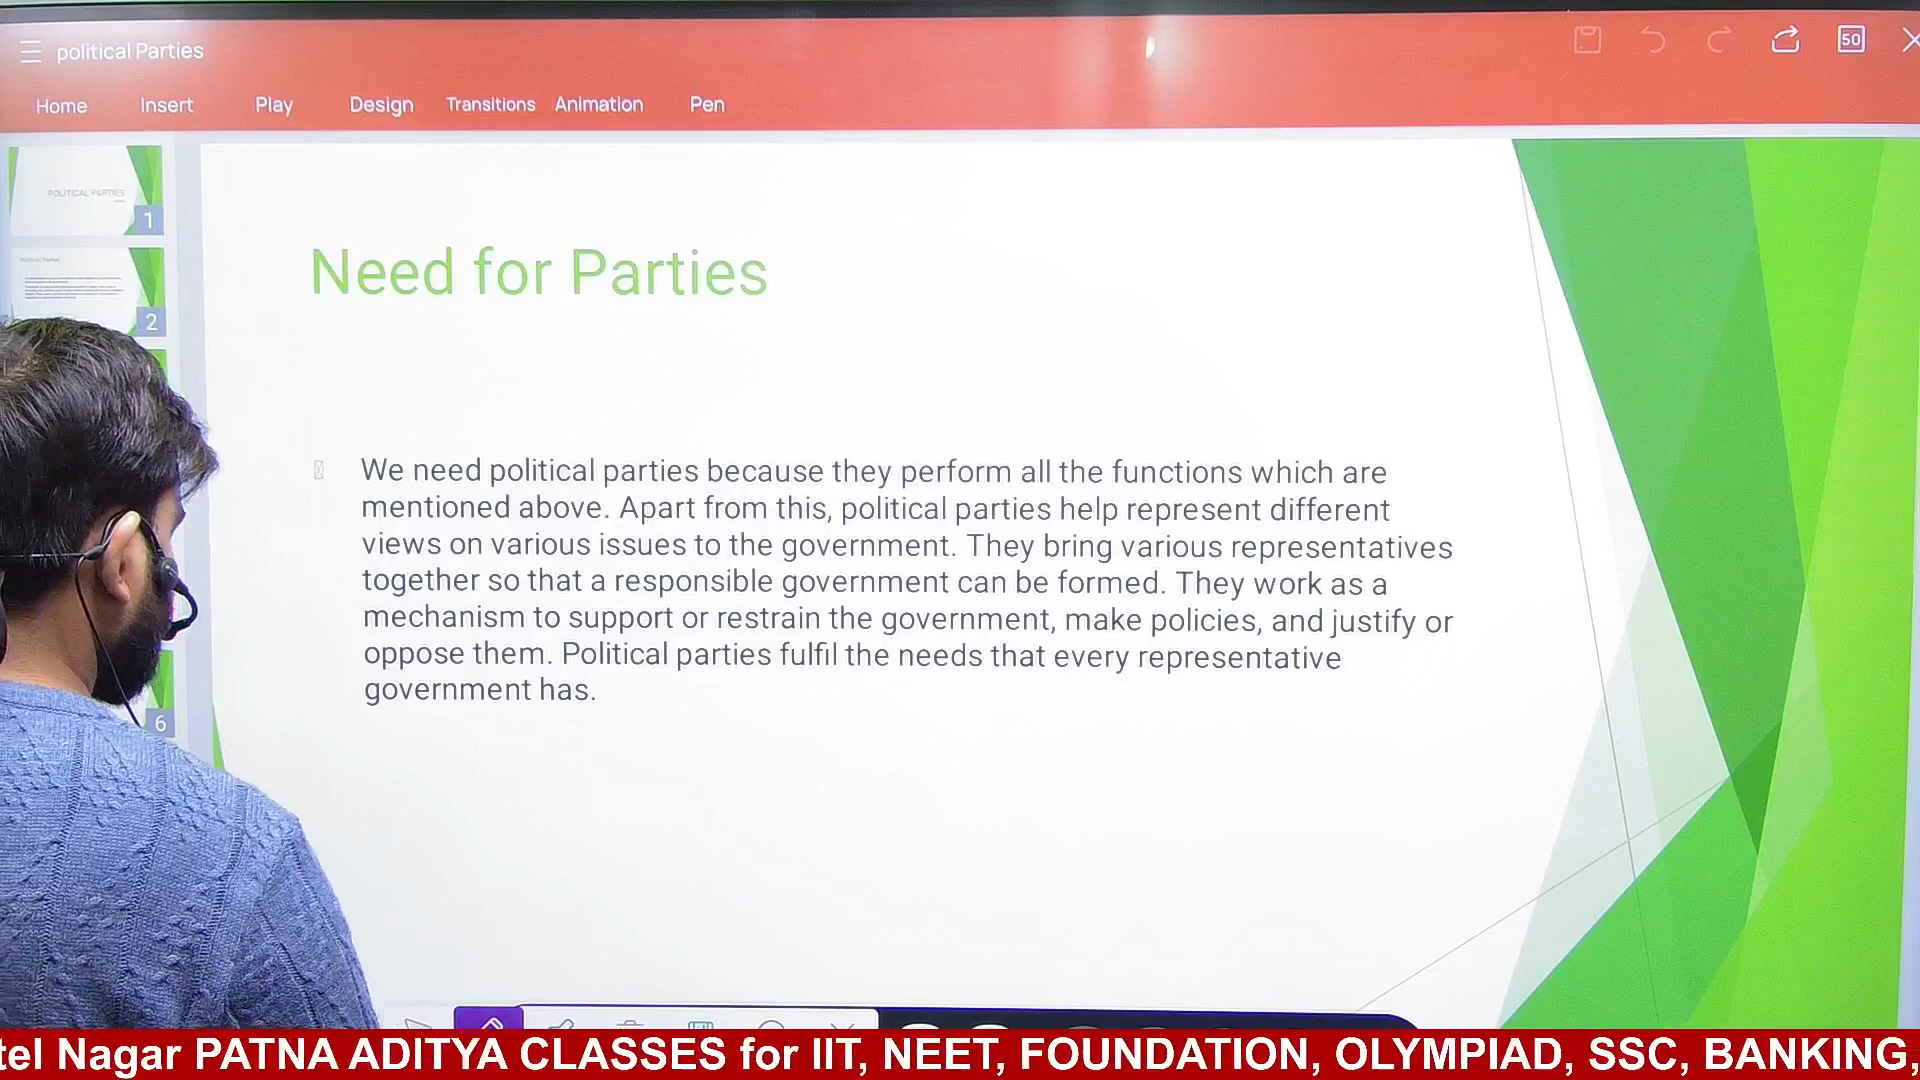 political Parties
50
Home Insert Play Design Transitions Animation Pen
POLITICAL PARTIES
1
Political Parties
2
6
Need for Parties
We need political parties because they perform all the functions which are
mentioned above. Apart from this, political parties help represent different
views on various issues to the government. They bring various representatives
together so that a responsible government can be formed. They work as a
mechanism to support or restrain the government, make policies, and justify or
oppose them. Political parties fulfil the needs that every representative
government has.
tel Nagar PATNA ADITYA CLASSES for IIT, NEET, FOUNDATION, OLYMPIAD, SSC, BANKING,